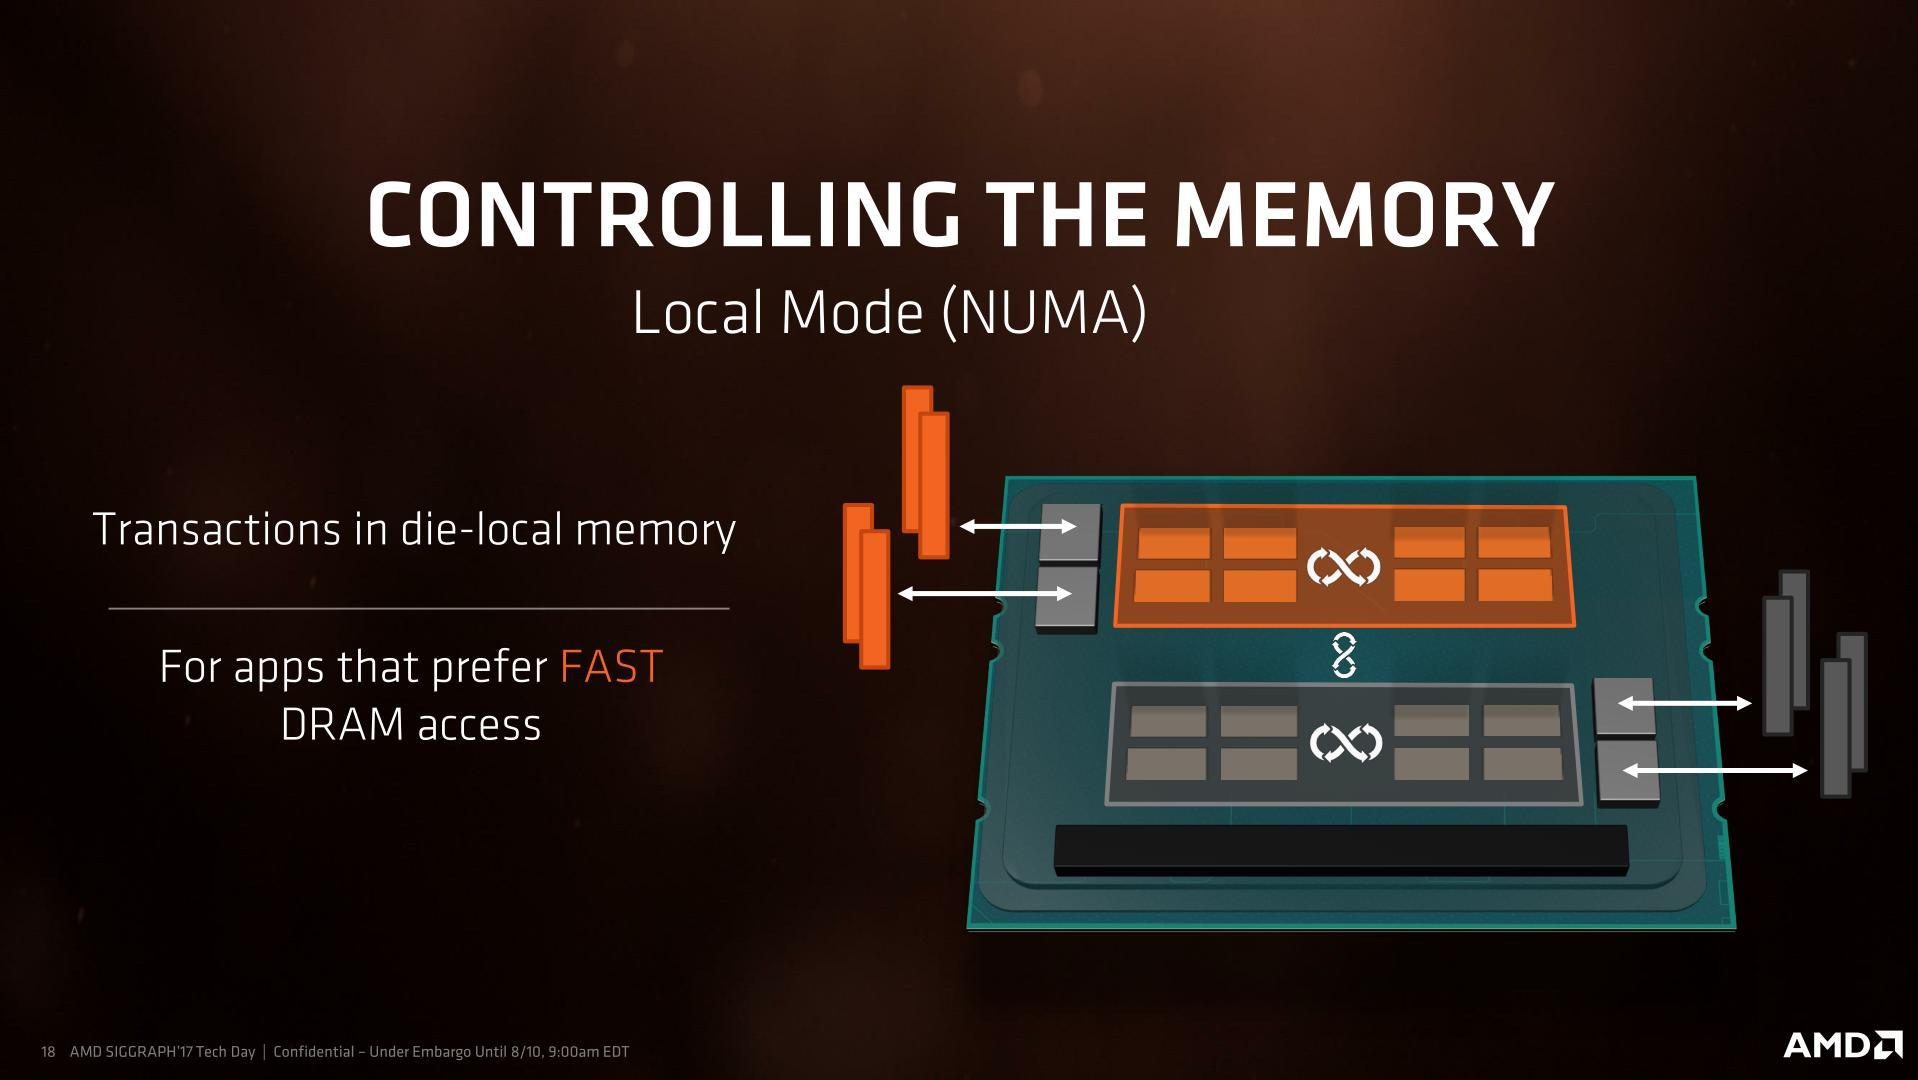 CONTROLLING THE MEMORY
Local Mode (NUMA)
Transactions in die-local memory
For apps that prefer FAST
DRAM access
18 AMD SIGGRAPH'17 Tech Day | Confidential – Under Embargo Until 8/10, 9:00am EDT
AMD